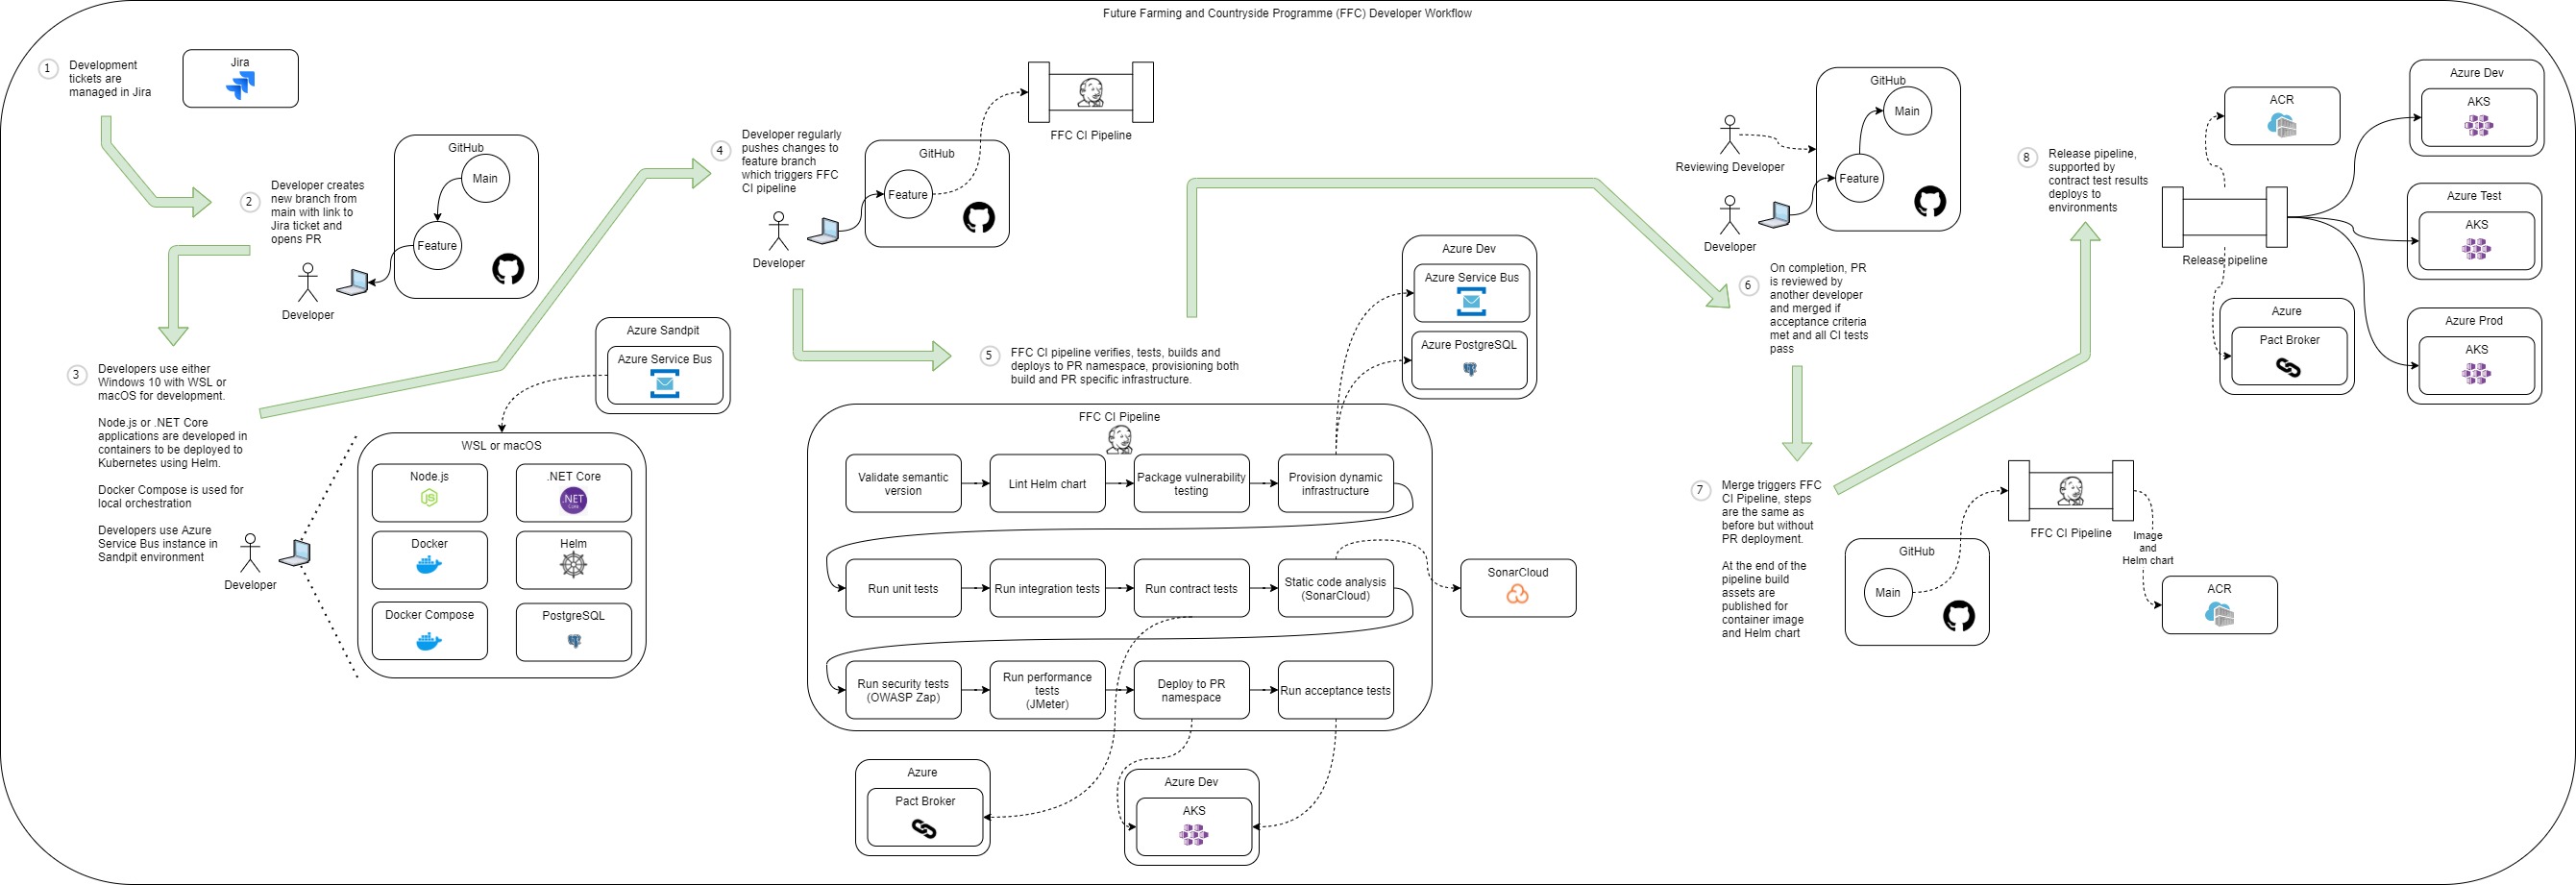 Future Farming and Countryside Programme (FFC) Developer Workflow
1
Development
tickets are
managed in Jira
Jira
2
Developer creates
new branch from
main with link to
Jira ticket and
opens PR
GitHub
Main
Feature
Developer
3
Developers use either
Windows 10 with WSL or
macOS for development.
Node.js or .NET Core
applications are developed in
containers to be deployed to
Kubernetes using Helm.
Docker Compose is used for
local orchestration
Developers use Azure
Service Bus instance in
Sandpit environment
Developer
Azure Sandpit
Azure Service Bus
WSL or macOS
Node.js
JS
.NET Core
.NET
Core
Docker
Helm
Docker Compose
PostgreSQL
4
Developer regularly
pushes changes to
feature branch
which triggers FFC
CI pipeline
Developer
GitHub
Feature
FFC CI Pipeline
5
FFC CI pipeline verifies, tests, builds and
deploys to PR namespace, provisioning both
build and PR specific infrastructure.
Azure Dev
Azure Service Bus
Azure PostgreSQL
FFC CI Pipeline
Validate semantic
version
Lint Helm chart
Package vulnerability
testing
Provision dynamic
infrastructure
Run unit tests
Run integration tests
Run contract tests
Static code analysis
(SonarCloud)
SonarCloud
Run security tests
(OWASP Zap)
Run performance
tests
(JMeter)
Deploy to PR
namespace
Run acceptance tests
Azure
Pact Broker
Azure Dev
AKS
Reviewing Developer
Developer
GitHub
Main
Feature
6
On completion, PR
is reviewed by
another developer
and merged if
acceptance criteria
met and all CI tests
pass
7
Merge triggers FFC
CI Pipeline, steps
are the same as
before but without
PR deployment.
At the end of the
pipeline build
assets are
published for
container image
and Helm chart
GitHub
Main
FFC CI Pipeline
Image
and
Helm chart
ACR
8
Release pipeline,
supported by
contract test results
deploys to
environments
ACR
Release pipeline
Azure
Pact Broker
Azure Dev
AKS
Azure Test
AKS
Azure Prod
AKS